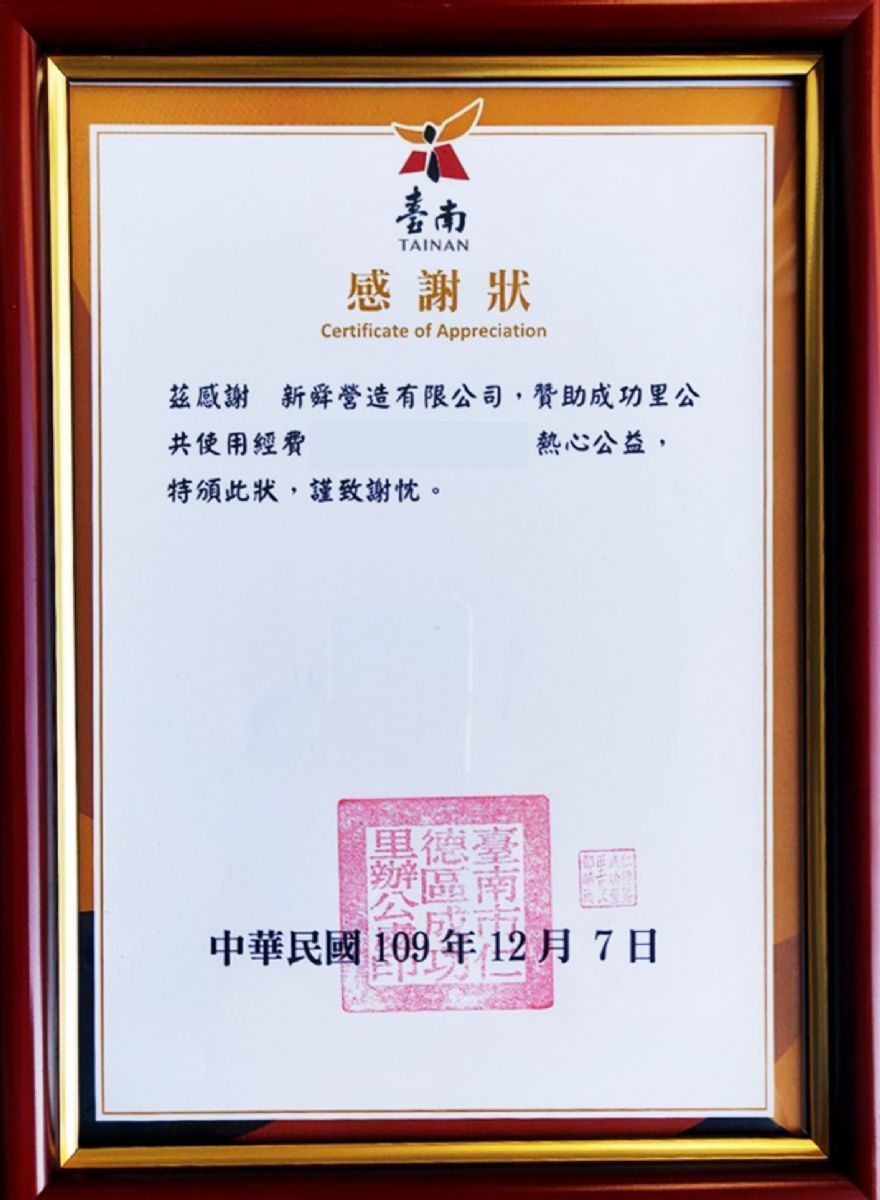 臺南
TAINAN
感謝狀
Certificate of Appreciation
茲感謝　新舜營造有限公司，贊助成功里公
共使用經費　熱心公益，
特頒此狀，謹致謝忱。
臺南市仁
德區成功
里辦公處印
中華民國 109 年 12 月 7 日